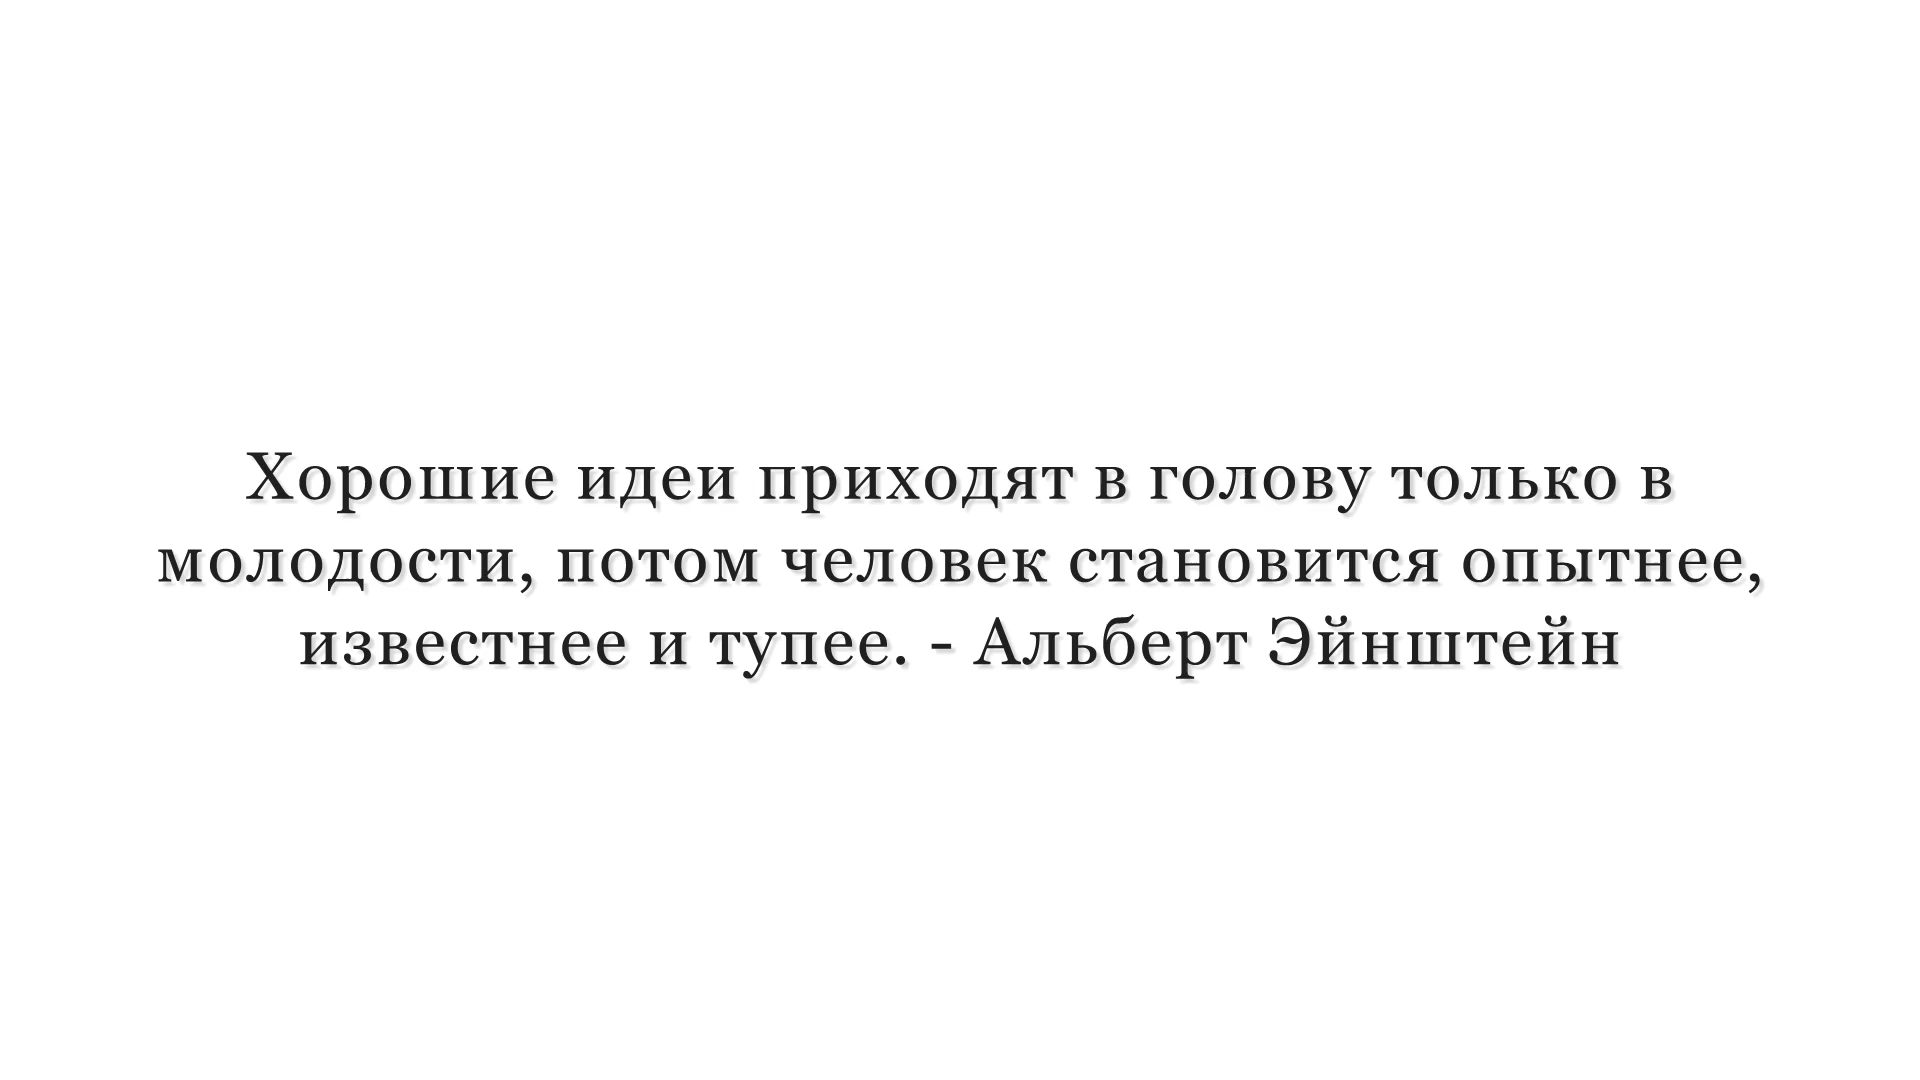 Хорошие идеи приходят в голову только в
молодости, потом человек становится опытнее,
известнее и тупее. - Альберт Эйнштейн